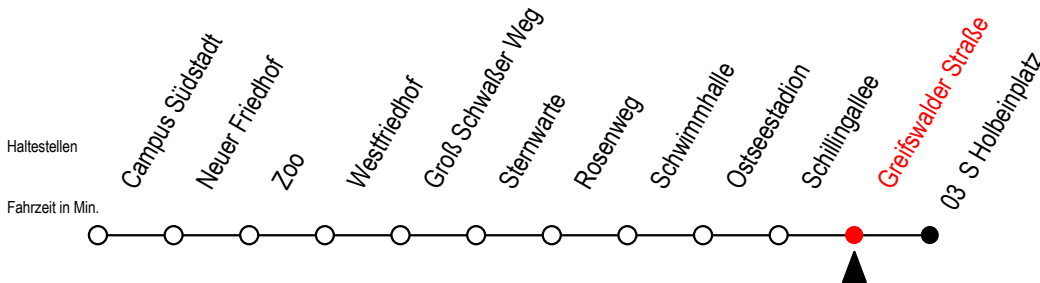 Haltestellen
Fahrzeit in Min.
Campus Südstadt
Neuer Friedhof
Zoo
Westfriedhof
Groß Schwaßer Weg
Sternwarte
Rosenweg
Schwimmhalle
Ostseestadion
Schillingallee
Greifswalder Straße
03 S Holbeinplatz